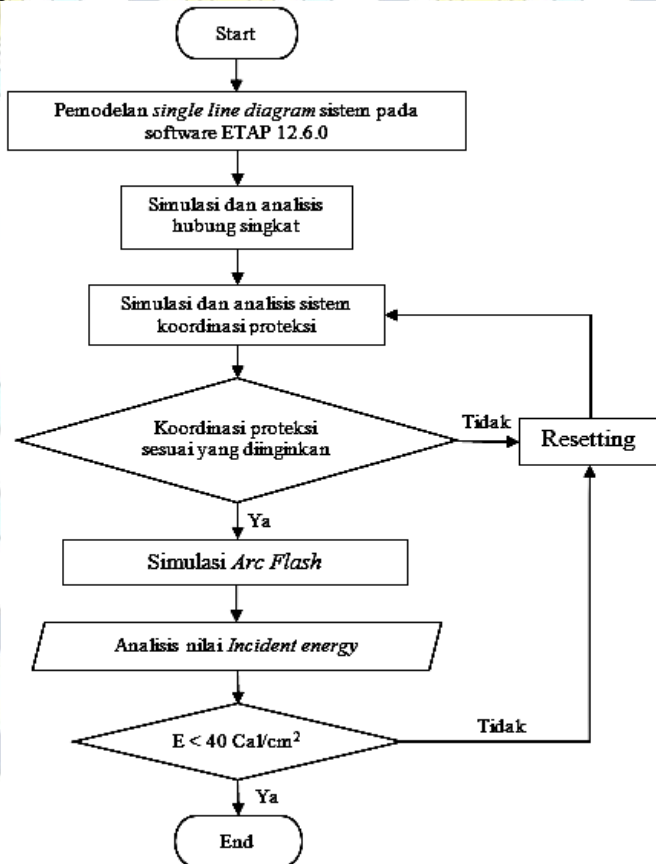 Start
Pemodelan single line diagram sistem pada
software ETAP 12.6.0
Simulasi dan analisis
hubung singkat
Simulasi dan analisis sistem
koordinasi proteksi
Koordinasi proteksi
sesuai yang diinginkan
Tidak
Resetting
Ya
Simulasi Arc Flash
Analisis nilai Incident energy
E < 40 Cal/cm²
Tidak
Ya
End